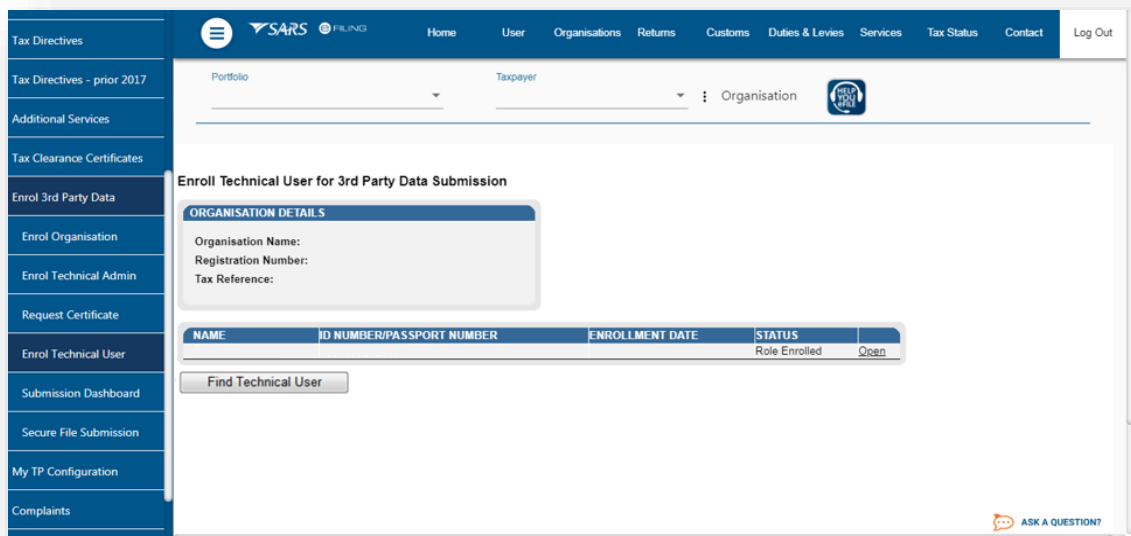 Tax Directives
Tax Directives - prior 2017
Additional Services
Tax Clearance Certificates
Enrol 3rd Party Data
Enrol Organisation
Enrol Technical Admin
Request Certificate
Enrol Technical User
Submission Dashboard
Secure File Submission
My TP Configuration
Complaints
SARS eFILING
Home User Organisations Returns Customs Duties & Levies Services Tax Status Contact Log Out
Portfolio Taxpayer
Organisation
HELP YOU eFILE
Enroll Technical User for 3rd Party Data Submission
ORGANISATION DETAILS
Organisation Name:
Registration Number:
Tax Reference:
NAME ID NUMBER/PASSPORT NUMBER ENROLLMENT DATE STATUS
Role Enrolled Open
Find Technical User
ASK A QUESTION?